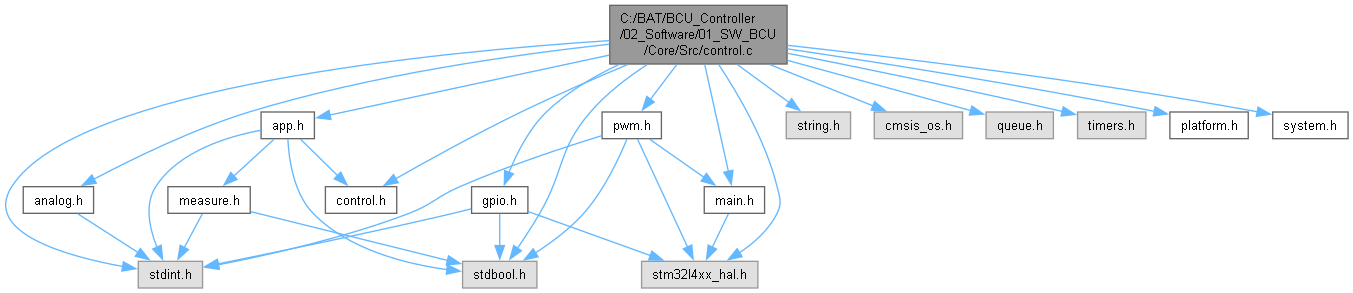 C:/BAT/BCU_Controller
/02_Software/01_SW_BCU
/Core/Src/control.c
app.h
pwm.h
string.h
cmsis_os.h
queue.h
timers.h
platform.h
system.h
analog.h
measure.h
control.h
gpio.h
main.h
stdint.h
stdbool.h
stm32l4xx_hal.h